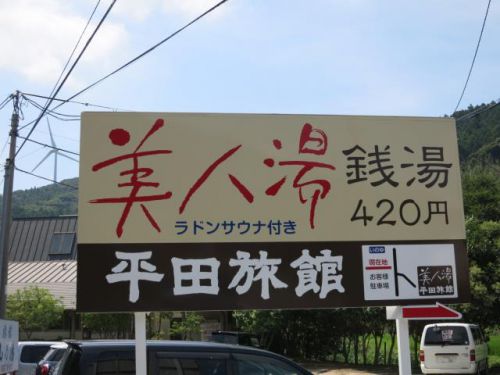 美人湯
銭湯
420円
ラドンサウナ付き
平田旅館
現在地
お客様
駐車場
美人湯
平田旅館